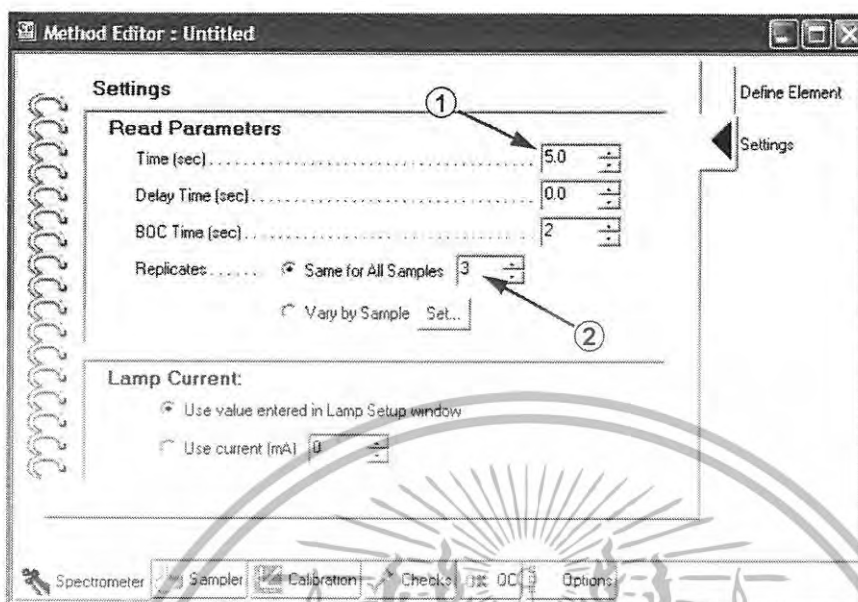 Method Editor : Untitled
Settings
Define Element
Settings
Read Parameters
①
Time (sec) 5.0
Delay Time (sec) 0.0
BOC Time (sec) 2
Replicates Same for All Samples 3
Vary by Sample Set...
②
Lamp Current:
Use value entered in Lamp Setup window
Use current (mA) 0
Spectrometer Sampler Calibration Checks QC Options